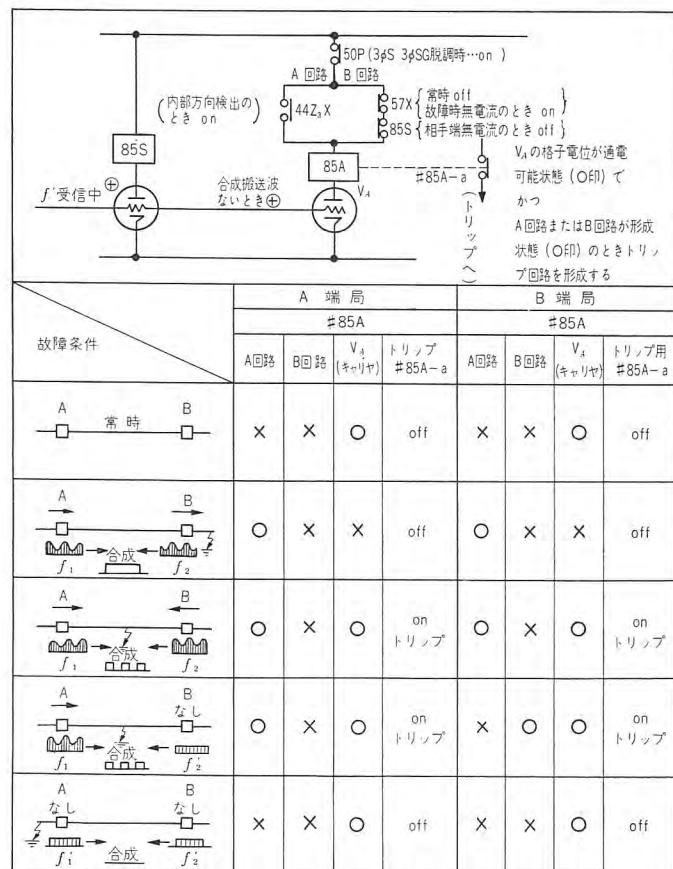 50P(3φS 3φSG脱調時…on )
A 回路 B 回路
(内部方向検出の
とき on)
44Z₃X
57X{常時 off
故障時無電流のとき on}
85S{相手端無電流のとき off}
85S
85A
♯85A-a
(トリップへ)
V_A
f′受信中 ⊕
合成搬送波
ないとき⊕
V_Aの格子電位が通電
可能状態(○印)で
かつ
A回路またはB回路が形成
状態(○印)のときトリッ
プ回路を形成する
故障条件
A 端 局 B 端 局
♯85A ♯85A
A回路 B回路 V_A(キャリヤ) トリップ♯85A-a A回路 B回路 V_A(キャリヤ) トリップ用♯85A-a
A 常 時 B
× × ○ off × × ○ off
A B
f₁ 合成 f₂
○ × × off ○ × × off
A B
f₁ 合成 f₂
○ × ○ on トリップ ○ × ○ on トリップ
A B なし
f₁ 合成 f₂′
○ × ○ on トリップ × ○ ○ on トリップ
A なし B なし
f₁′ 合成 f₂′
× × ○ off × × ○ off